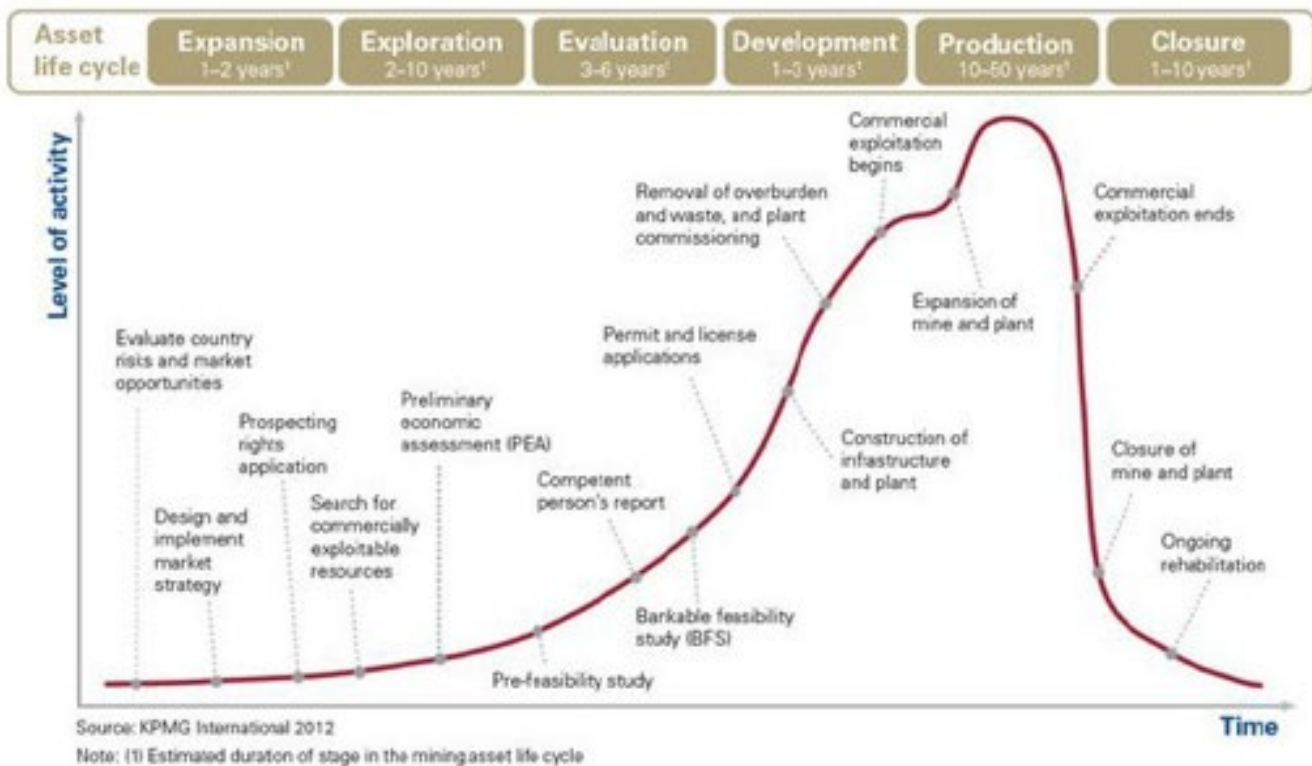 Asset
life cycle
Expansion
1–2 years¹
Exploration
2–10 years¹
Evaluation
3–6 years¹
Development
1–3 years¹
Production
10–50 years¹
Closure
1–10 years¹
Level of activity
Evaluate country
risks and market
opportunities
Design and
implement
market
strategy
Prospecting
rights
application
Search for
commercially
exploitable
resources
Preliminary
economic
assessment (PEA)
Pre-feasibility study
Competent
person's report
Bankable feasibility
study (BFS)
Permit and license
applications
Construction of
infrastructure
and plant
Removal of overburden
and waste, and plant
commissioning
Commercial
exploitation
begins
Expansion of
mine and plant
Commercial
exploitation ends
Closure of
mine and plant
Ongoing
rehabilitation
Time
Source: KPMG International 2012
Note: (1) Estimated duration of stage in the mining asset life cycle